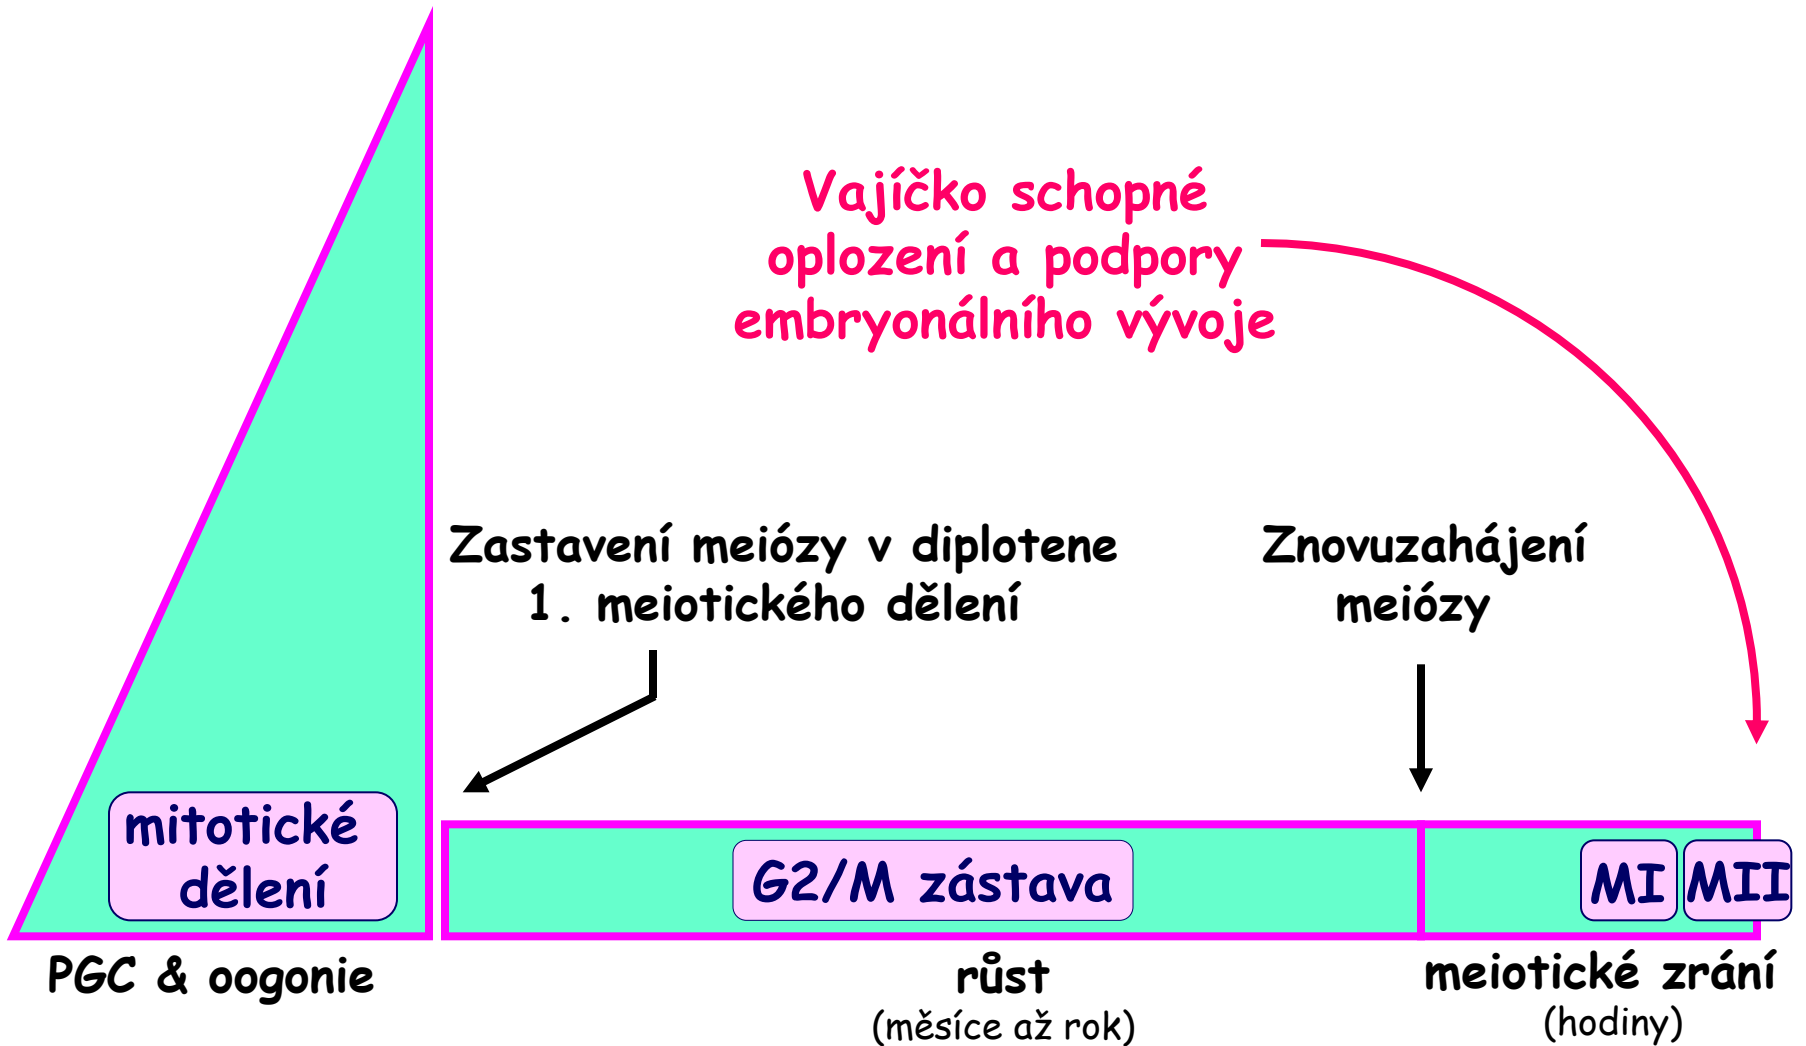 Vajíčko schopné
oplození a podpory
embryonálního vývoje
Zastavení meiózy v diplotene
1. meiotického dělení
Znovuzahájení
meiózy
mitotické
dělení
G2/M zástava
MI
MII
PGC & oogonie
růst
(měsíce až rok)
meiotické zrání
(hodiny)